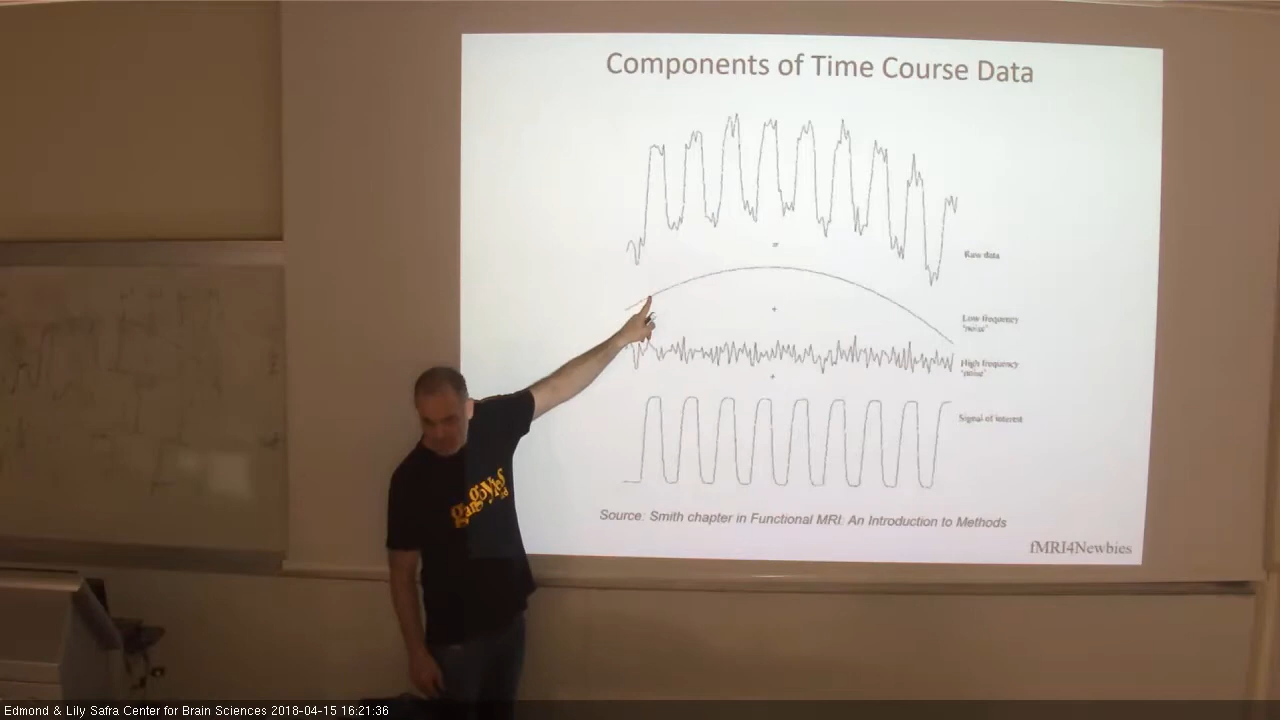 Components of Time Course Data
=
Raw data
+
Low frequency
'noise'
High frequency
'noise'
+
Signal of interest
Source: Smith chapter in Functional MRI: An Introduction to Methods
fMRI4Newbies
Edmond & Lily Safra Center for Brain Sciences 2018-04-15 16:21:36